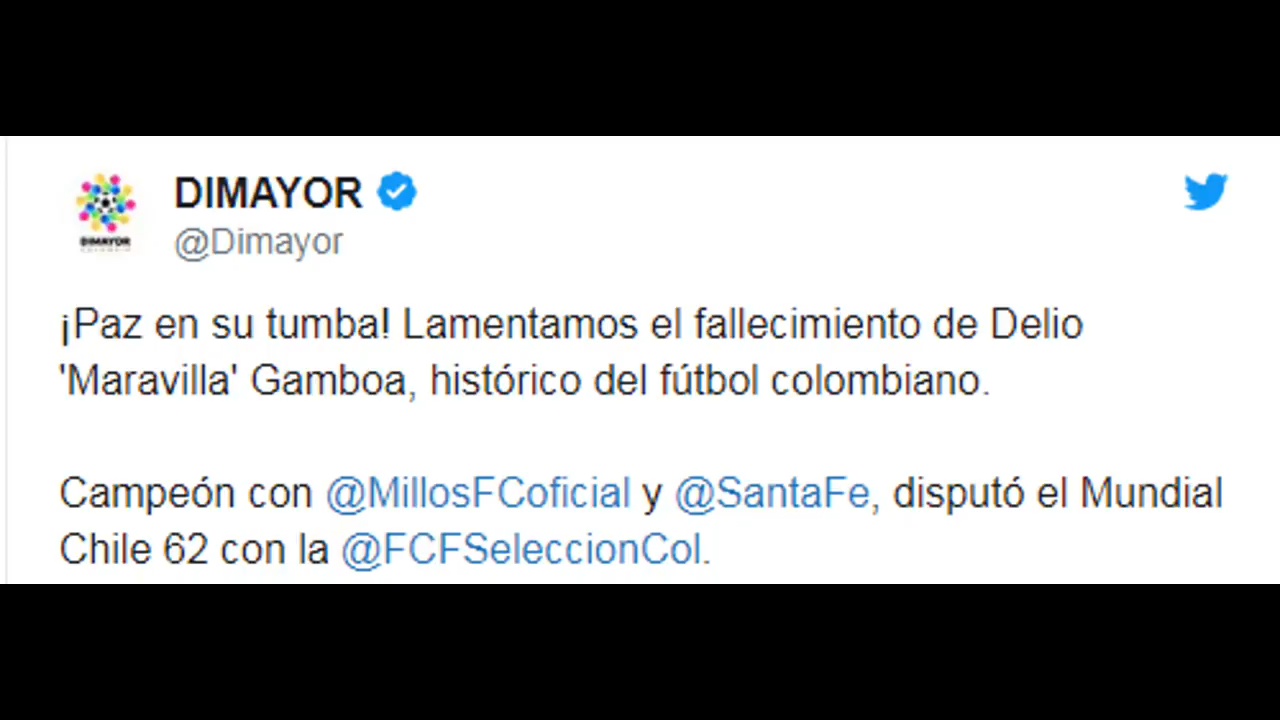 DIMAYOR
@Dimayor
DIMAYOR
¡Paz en su tumba! Lamentamos el fallecimiento de Delio
'Maravilla' Gamboa, histórico del fútbol colombiano.
Campeón con @MillosFCoficial y @SantaFe, disputó el Mundial
Chile 62 con la @FCFSeleccionCol.